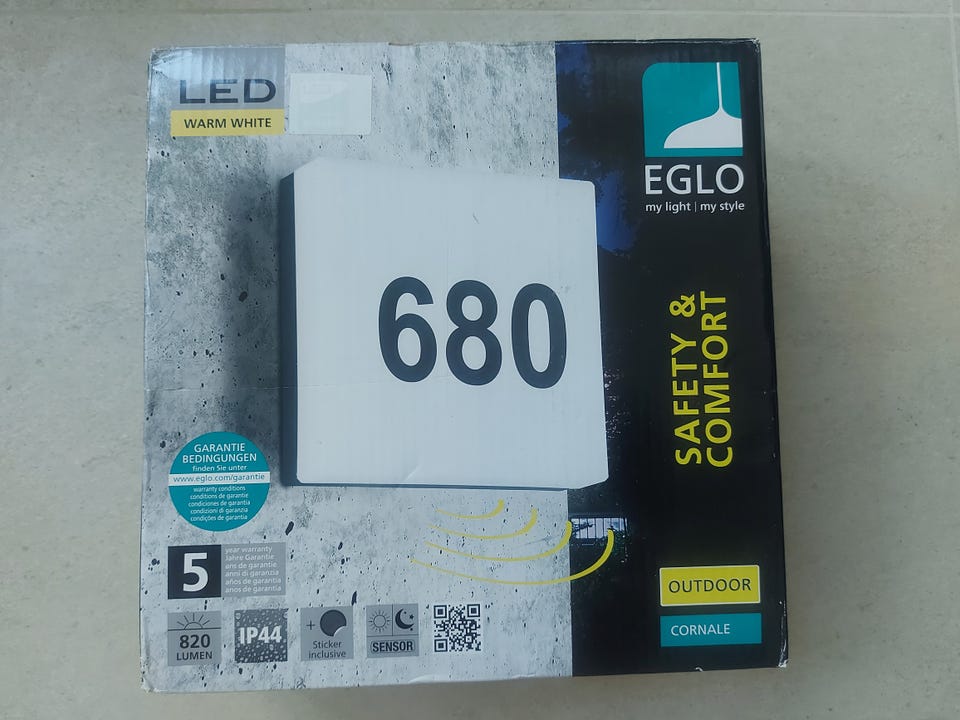 LED
WARM WHITE
EGLO
my light | my style
680
SAFETY &
COMFORT
GARANTIE
BEDINGUNGEN
finden Sie unter
www.eglo.com/garantie
warranty conditions
conditions de garantie
condiciones de garantia
condizioni di garanzia
condições de garantia
5
year warranty
Jahre Garantie
ans de garantie
anni di garanzia
años de garantía
anos de garantia
820
LUMEN
IP44
+
Sticker
inclusive
SENSOR
OUTDOOR
CORNALE